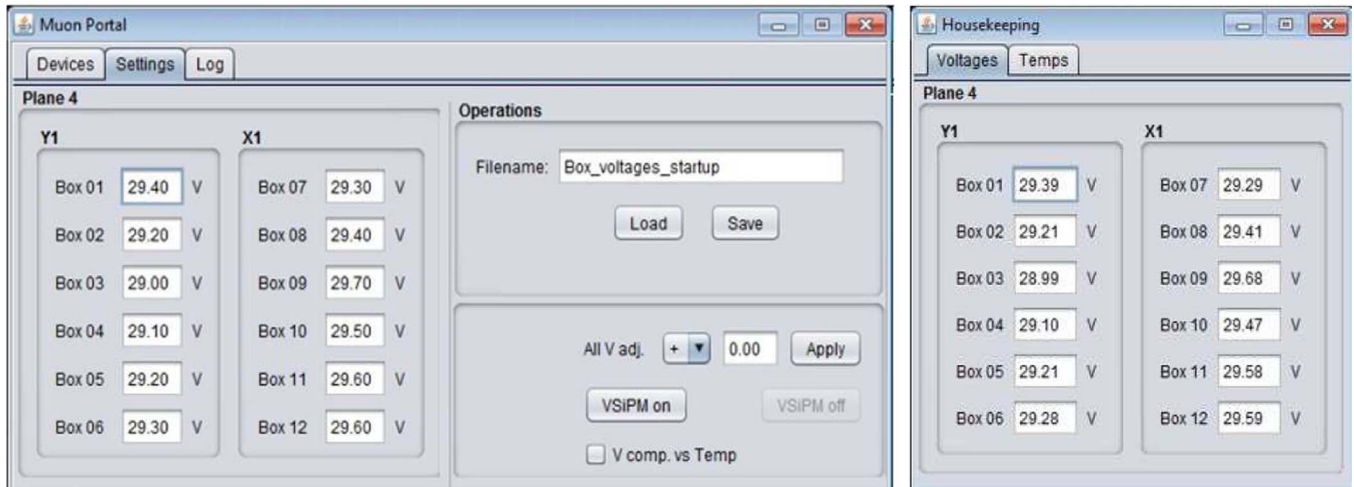 Muon Portal
Devices Settings Log
Plane 4
Y1 X1
Box 01 29.40 V Box 07 29.30 V
Box 02 29.20 V Box 08 29.40 V
Box 03 29.00 V Box 09 29.70 V
Box 04 29.10 V Box 10 29.50 V
Box 05 29.20 V Box 11 29.60 V
Box 06 29.30 V Box 12 29.60 V
Operations
Filename: Box_voltages_startup
Load Save
All V adj. + 0.00 Apply
VSiPM on VSiPM off
V comp. vs Temp
Housekeeping
Voltages Temps
Plane 4
Y1 X1
Box 01 29.39 V Box 07 29.29 V
Box 02 29.21 V Box 08 29.41 V
Box 03 28.99 V Box 09 29.68 V
Box 04 29.10 V Box 10 29.47 V
Box 05 29.21 V Box 11 29.58 V
Box 06 29.28 V Box 12 29.59 V